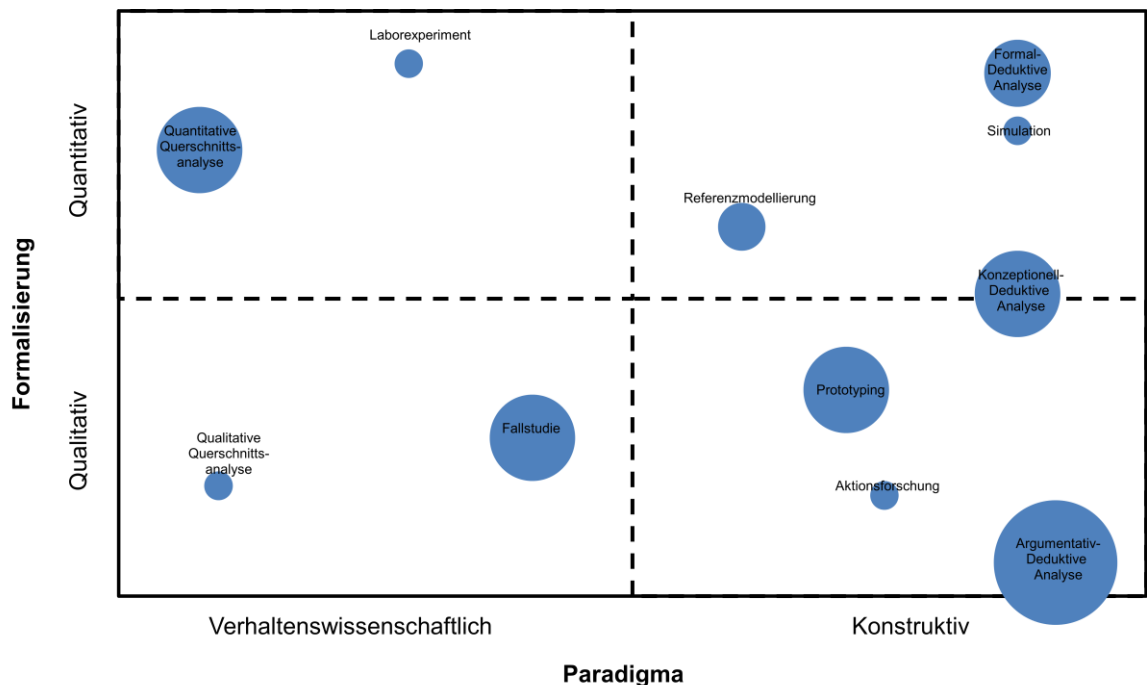 Laborexperiment
Formal-
Deduktive
Analyse
Quantitative
Querschnitts-
analyse
Simulation
Referenzmodellierung
Konzeptionell-
Deduktive
Analyse
Prototyping
Fallstudie
Qualitative
Querschnitts-
analyse
Aktionsforschung
Argumentativ-
Deduktive
Analyse
Quantitativ
Formalisierung
Qualitativ
Verhaltenswissenschaftlich
Konstruktiv
Paradigma